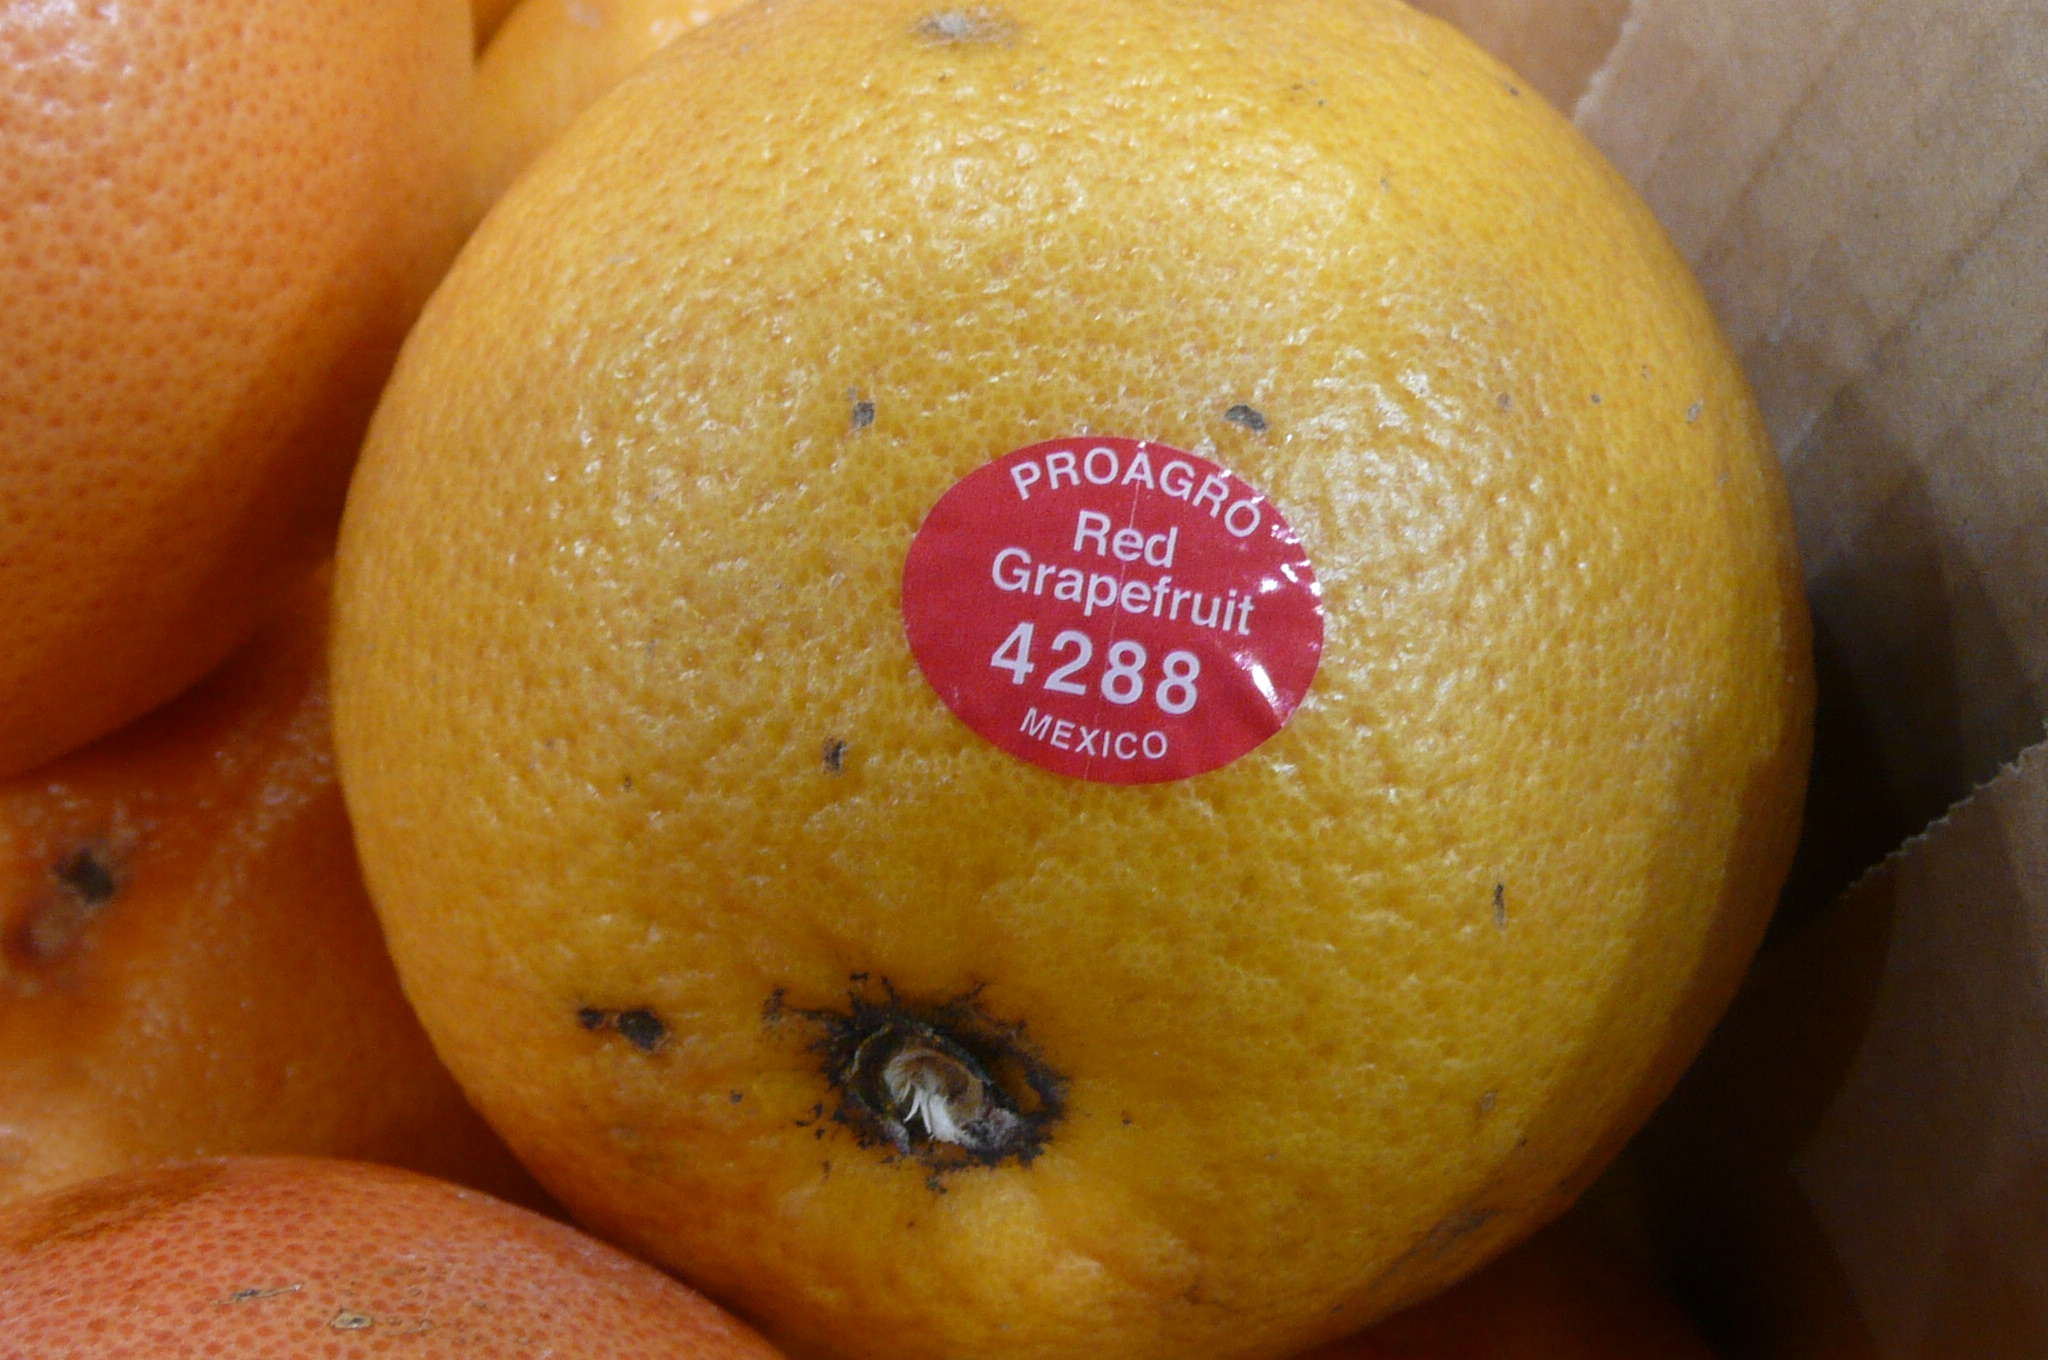 PROAGRO
Red
Grapefruit
4288
MEXICO